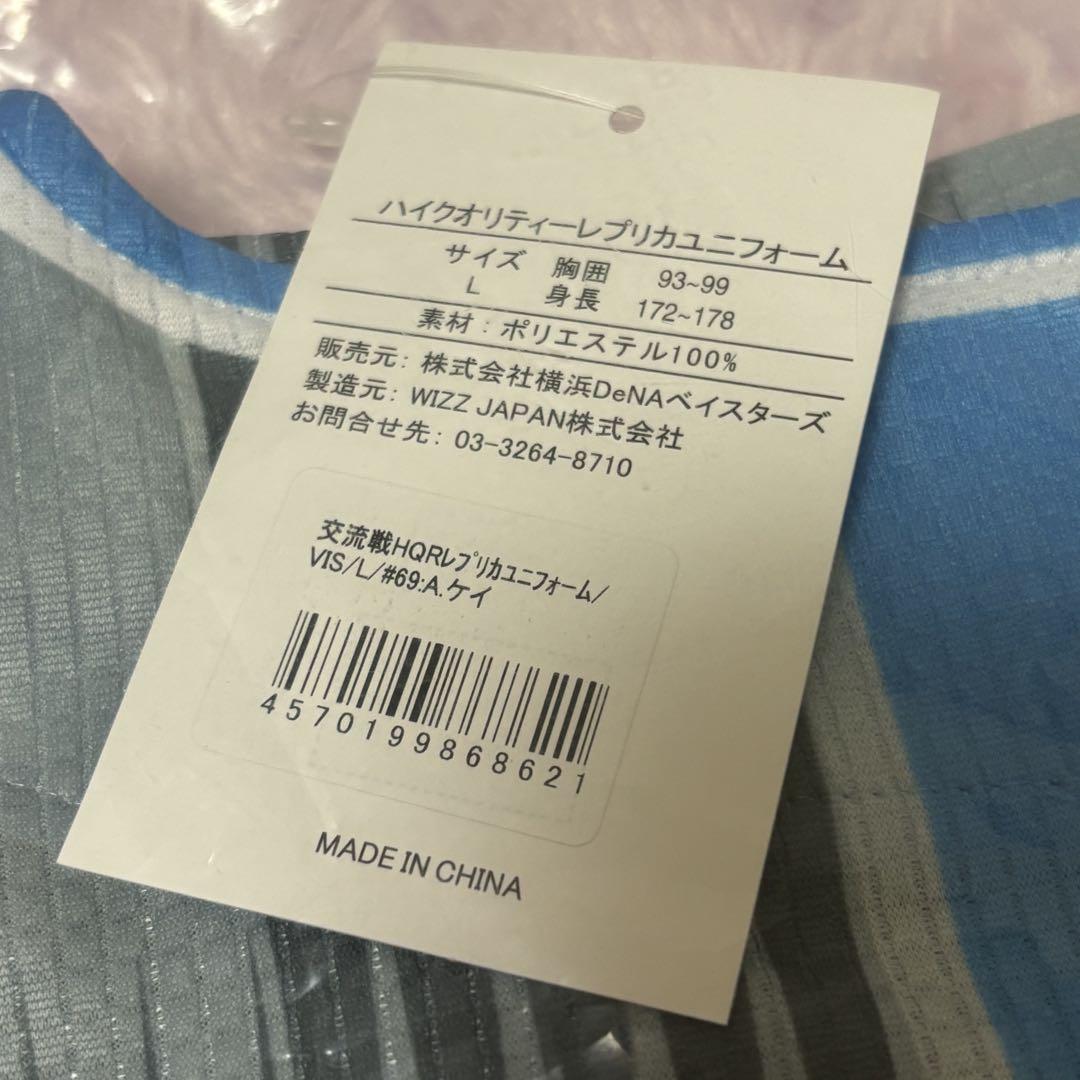 ハイクオリティーレプリカユニフォーム
サイズ 胸囲 93~99
L 身長 172~178
素材:ポリエステル100%
販売元:株式会社横浜DeNAベイスターズ
製造元:WIZZ JAPAN株式会社
お問合せ先:03-3264-8710
交流戦HQRﾚﾌﾟﾘｶﾕﾆﾌｫｰﾑ/
VIS/L/#69:A.ケイ
4570199868621
MADE IN CHINA